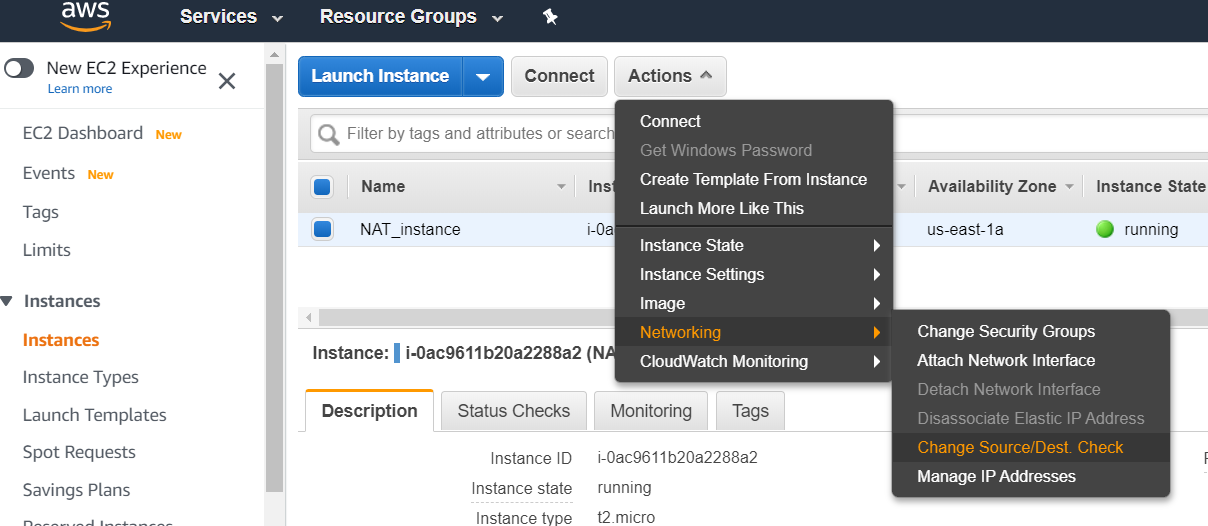 aws Services Resource Groups
New EC2 Experience
Learn more
EC2 Dashboard New
Events New
Tags
Limits
Instances
Instances
Instance Types
Launch Templates
Spot Requests
Savings Plans
Reserved Instances
Launch Instance Connect Actions
Filter by tags and attributes or search
Name Inst Availability Zone Instance State
NAT_instance i-0ac us-east-1a running
Connect
Get Windows Password
Create Template From Instance
Launch More Like This
Instance State
Instance Settings
Image
Networking
CloudWatch Monitoring
Change Security Groups
Attach Network Interface
Detach Network Interface
Disassociate Elastic IP Address
Change Source/Dest. Check
Manage IP Addresses
Instance: i-0ac9611b20a2288a2 (NA
Description Status Checks Monitoring Tags
Instance ID i-0ac9611b20a2288a2
Instance state running
Instance type t2.micro